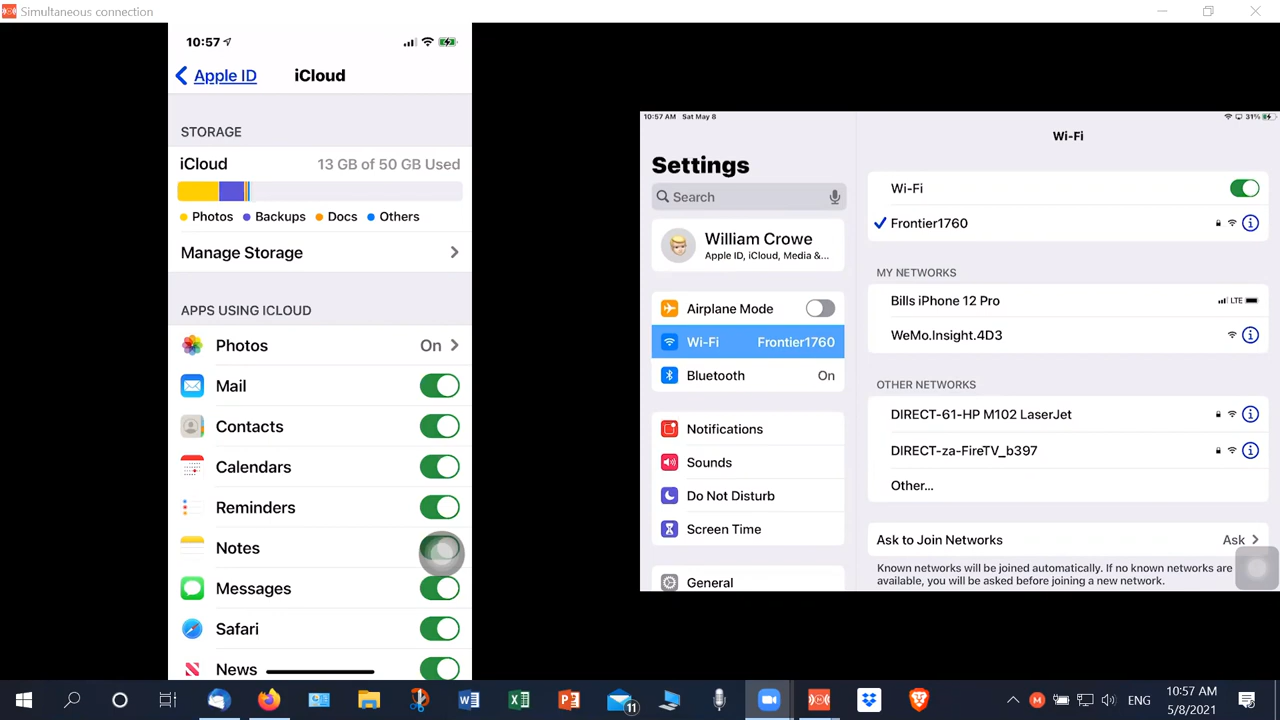 Simultaneous connection
10:57
Apple ID
iCloud
STORAGE
iCloud 13 GB of 50 GB Used
Photos Backups Docs Others
Manage Storage
APPS USING ICLOUD
Photos On
Mail
Contacts
Calendars
Reminders
Notes
Messages
Safari
News
10:57 AM Sat May 8
31%
Settings
Search
William Crowe
Apple ID, iCloud, Media &...
Airplane Mode
Wi-Fi Frontier1760
Bluetooth On
Notifications
Sounds
Do Not Disturb
Screen Time
General
Wi-Fi
Wi-Fi
Frontier1760
MY NETWORKS
Bills iPhone 12 Pro LTE
WeMo.Insight.4D3
OTHER NETWORKS
DIRECT-61-HP M102 LaserJet
DIRECT-za-FireTV_b397
Other...
Ask to Join Networks Ask
Known networks will be joined automatically. If no known networks are
available, you will be asked before joining a new network.
11
ENG
10:57 AM
5/8/2021